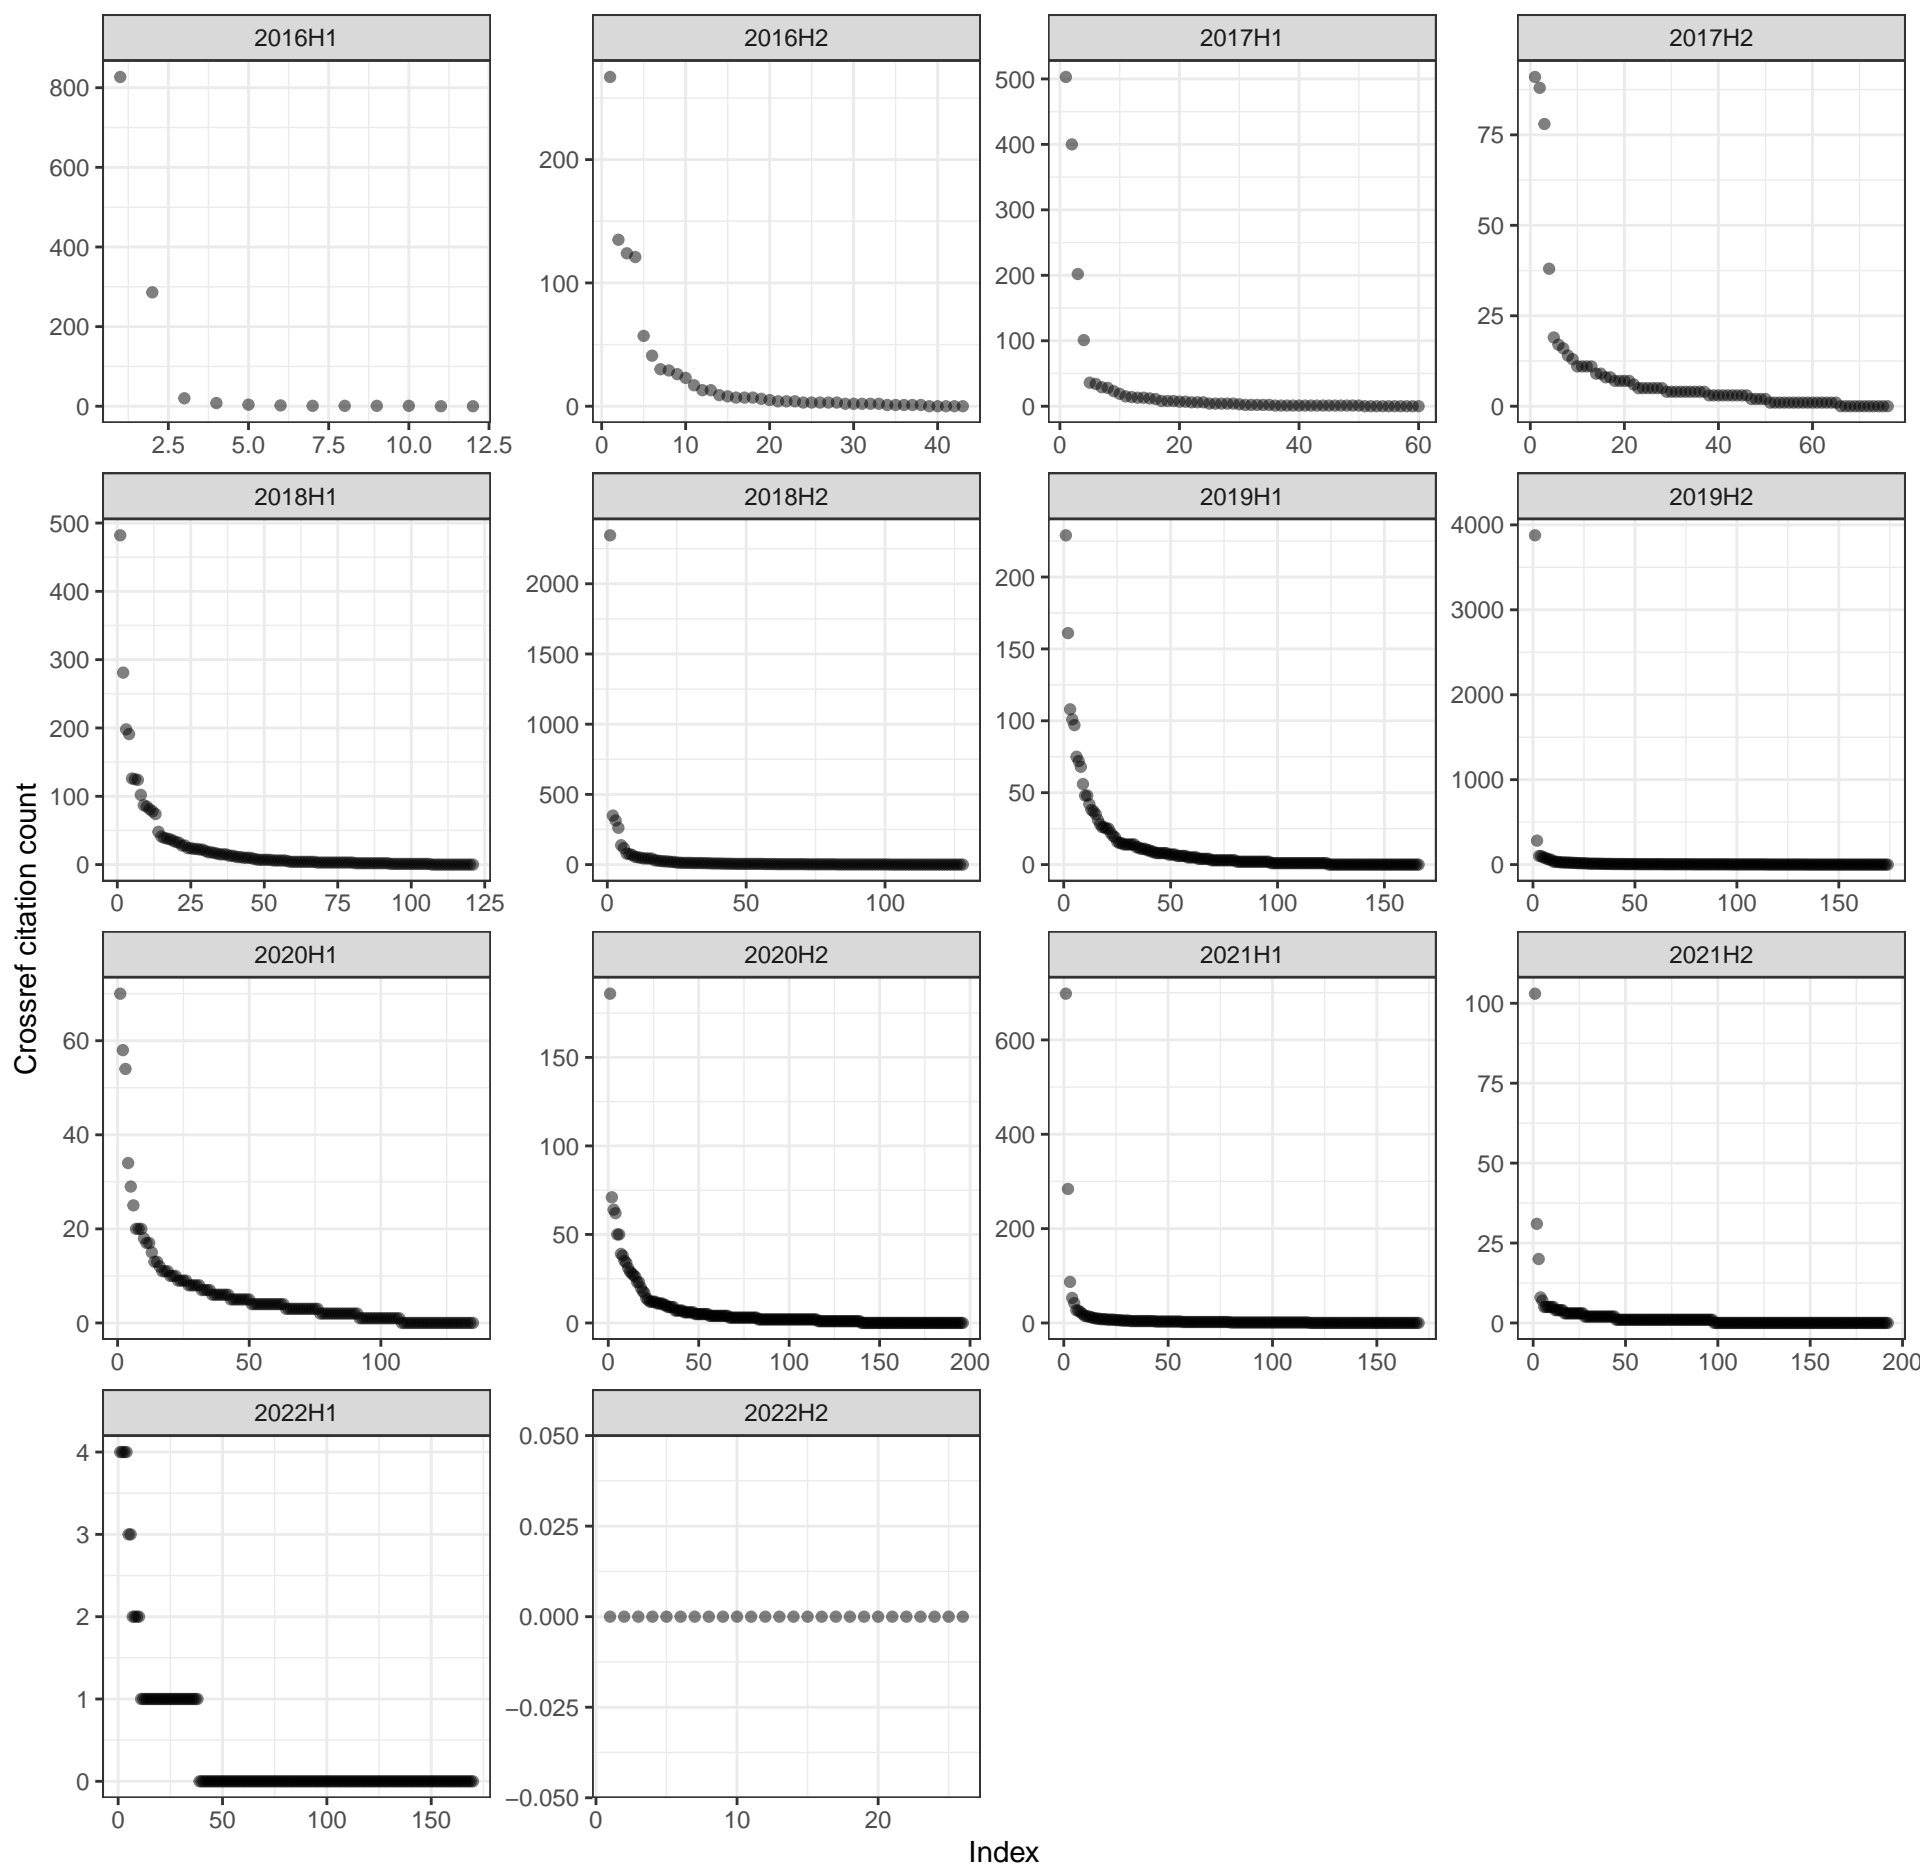 2016H1
2016H2
2017H1
2017H2
800
600
400
200
0
2.5 5.0 7.5 10.0 12.5
200
100
0
0 10 20 30 40
500
400
300
200
100
0
0 20 40 60
75
50
25
0
0 20 40 60
2018H1
2018H2
2019H1
2019H2
500
400
300
200
100
0
0 25 50 75 100 125
2000
1500
1000
500
0
0 50 100
200
150
100
50
0
0 50 100 150
4000
3000
2000
1000
0
0 50 100 150
Crossref citation count
2020H1
2020H2
2021H1
2021H2
60
40
20
0
0 50 100
150
100
50
0
0 50 100 150 200
600
400
200
0
0 50 100 150
100
75
50
25
0
0 50 100 150 200
2022H1
2022H2
4
3
2
1
0
0 50 100 150
0.050
0.025
0.000
−0.025
−0.050
0 10 20
Index